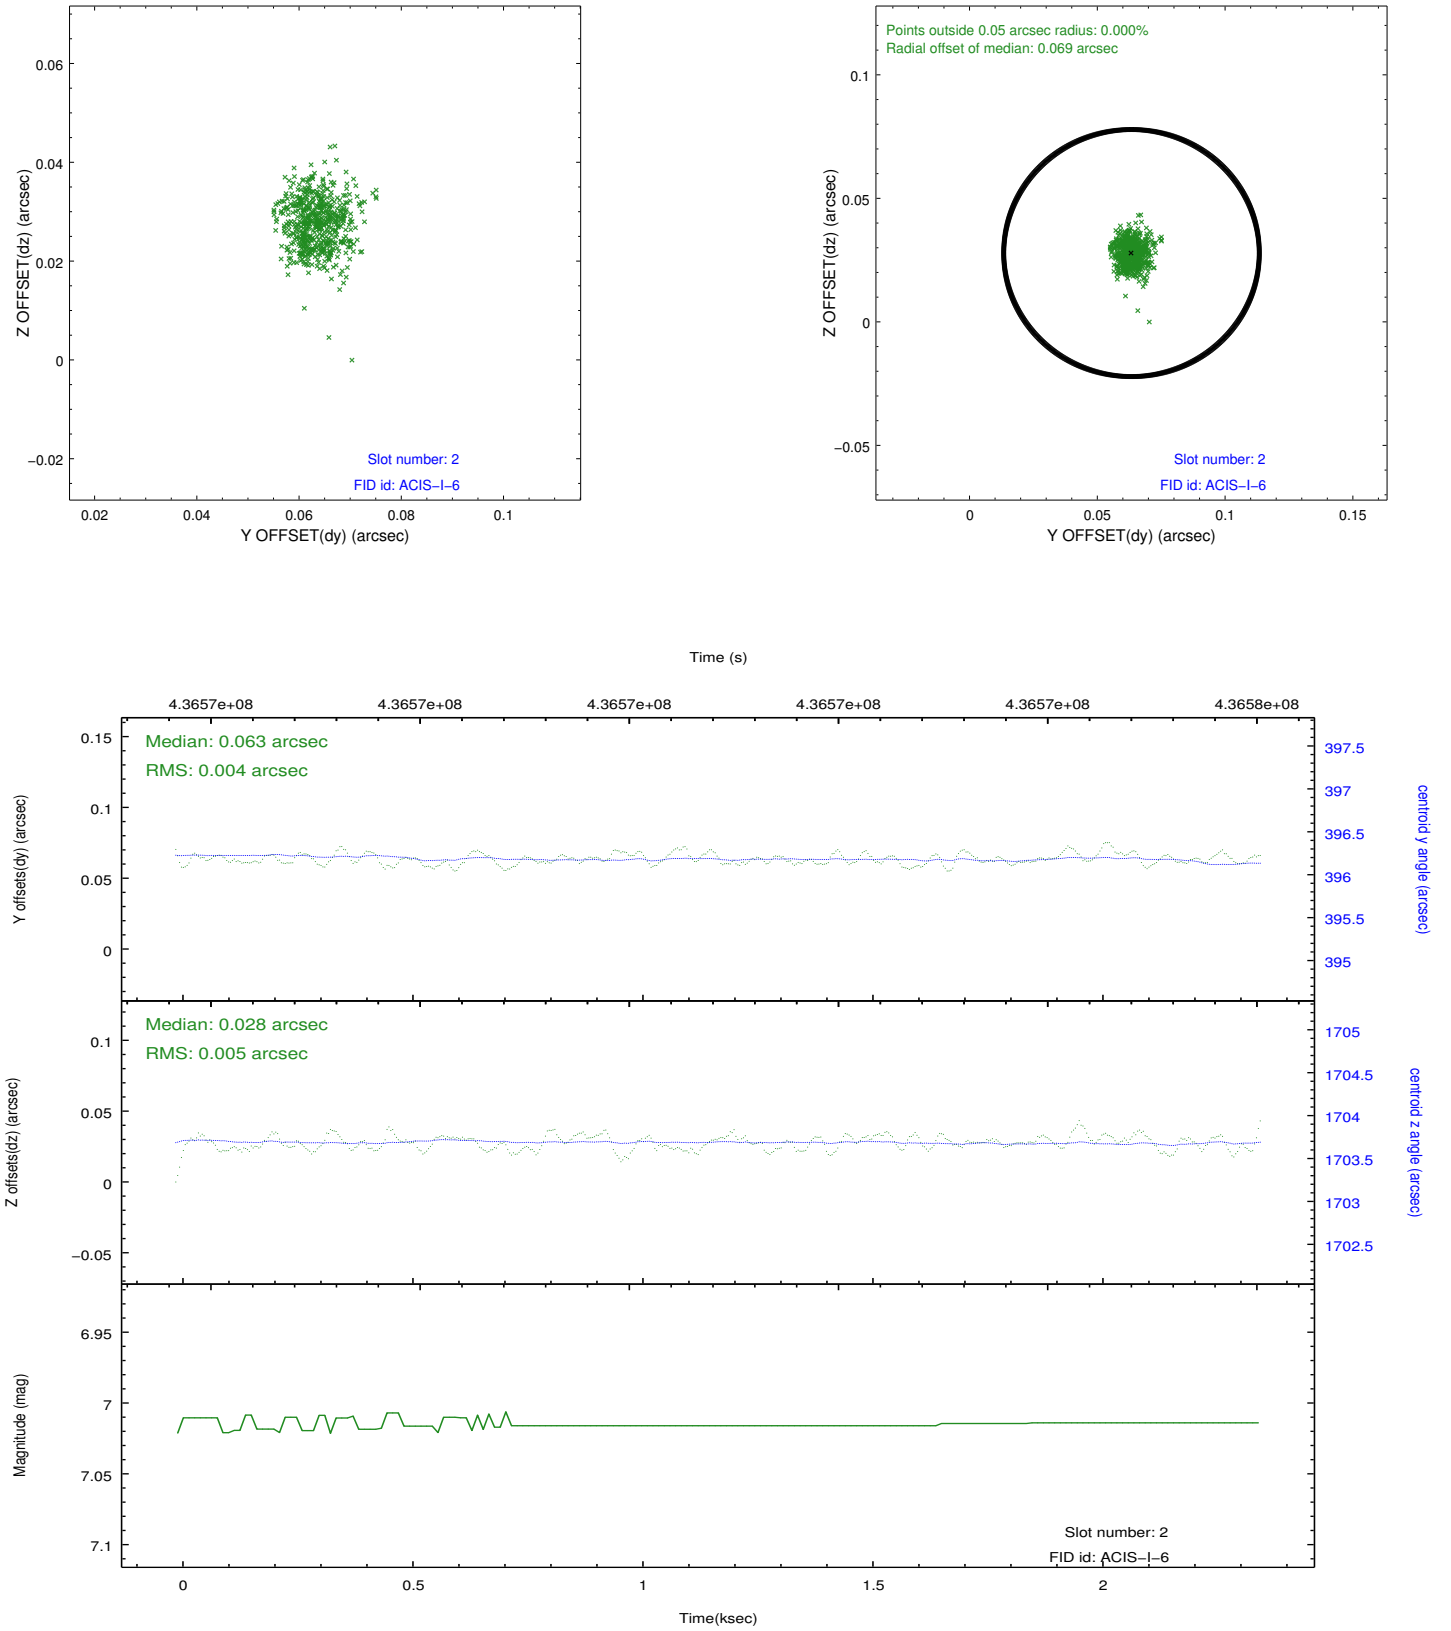 0.06
0.04
0.02
0
−0.02
Z OFFSET(dz) (arcsec)
Slot number: 2
FID id: ACIS−I−6
0.02 0.04 0.06 0.08 0.1
Y OFFSET(dy) (arcsec)
Points outside 0.05 arcsec radius: 0.000%
Radial offset of median: 0.069 arcsec
0.1
0.05
0
−0.05
Z OFFSET(dz) (arcsec)
Slot number: 2
FID id: ACIS−I−6
0 0.05 0.1 0.15
Y OFFSET(dy) (arcsec)
Time (s)
4.3657e+08 4.3657e+08 4.3657e+08 4.3657e+08 4.3657e+08 4.3658e+08
Median: 0.063 arcsec
RMS: 0.004 arcsec
0.15
0.1
0.05
0
Y offsets(dy) (arcsec)
397.5
397
396.5
396
395.5
395
centroid y angle (arcsec)
Median: 0.028 arcsec
RMS: 0.005 arcsec
0.1
0.05
0
−0.05
Z offsets(dz) (arcsec)
1705
1704.5
1704
1703.5
1703
1702.5
centroid z angle (arcsec)
6.95
7
7.05
7.1
Magnitude (mag)
Slot number: 2
FID id: ACIS−I−6
0 0.5 1 1.5 2
Time(ksec)